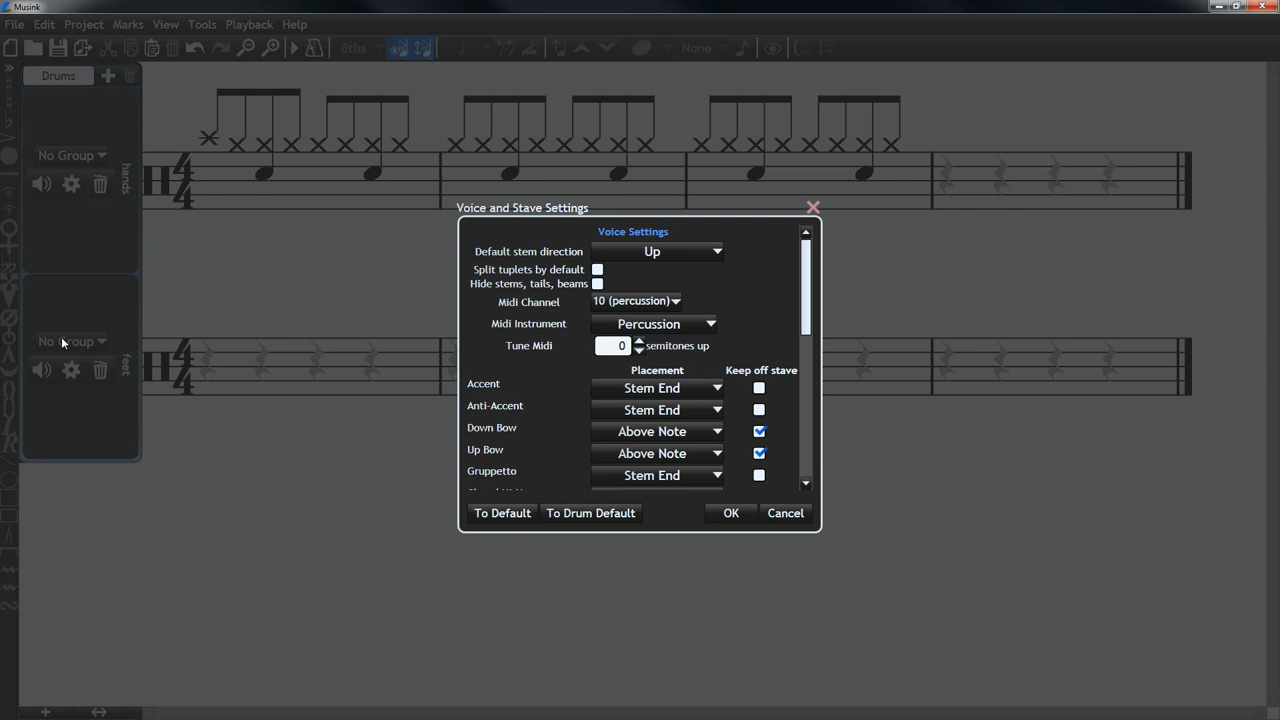 Musink
File Edit Project Marks View Tools Playback Help
8ths None
Drums
No Group
hands
No Group
feet
Voice and Stave Settings
Voice Settings
Default stem direction Up
Split tuplets by default
Hide stems, tails, beams
Midi Channel 10 (percussion)
Midi Instrument Percussion
Tune Midi 0 semitones up
Placement Keep off stave
Accent Stem End
Anti-Accent Stem End
Down Bow Above Note
Up Bow Above Note
Gruppetto Stem End
To Default To Drum Default OK Cancel